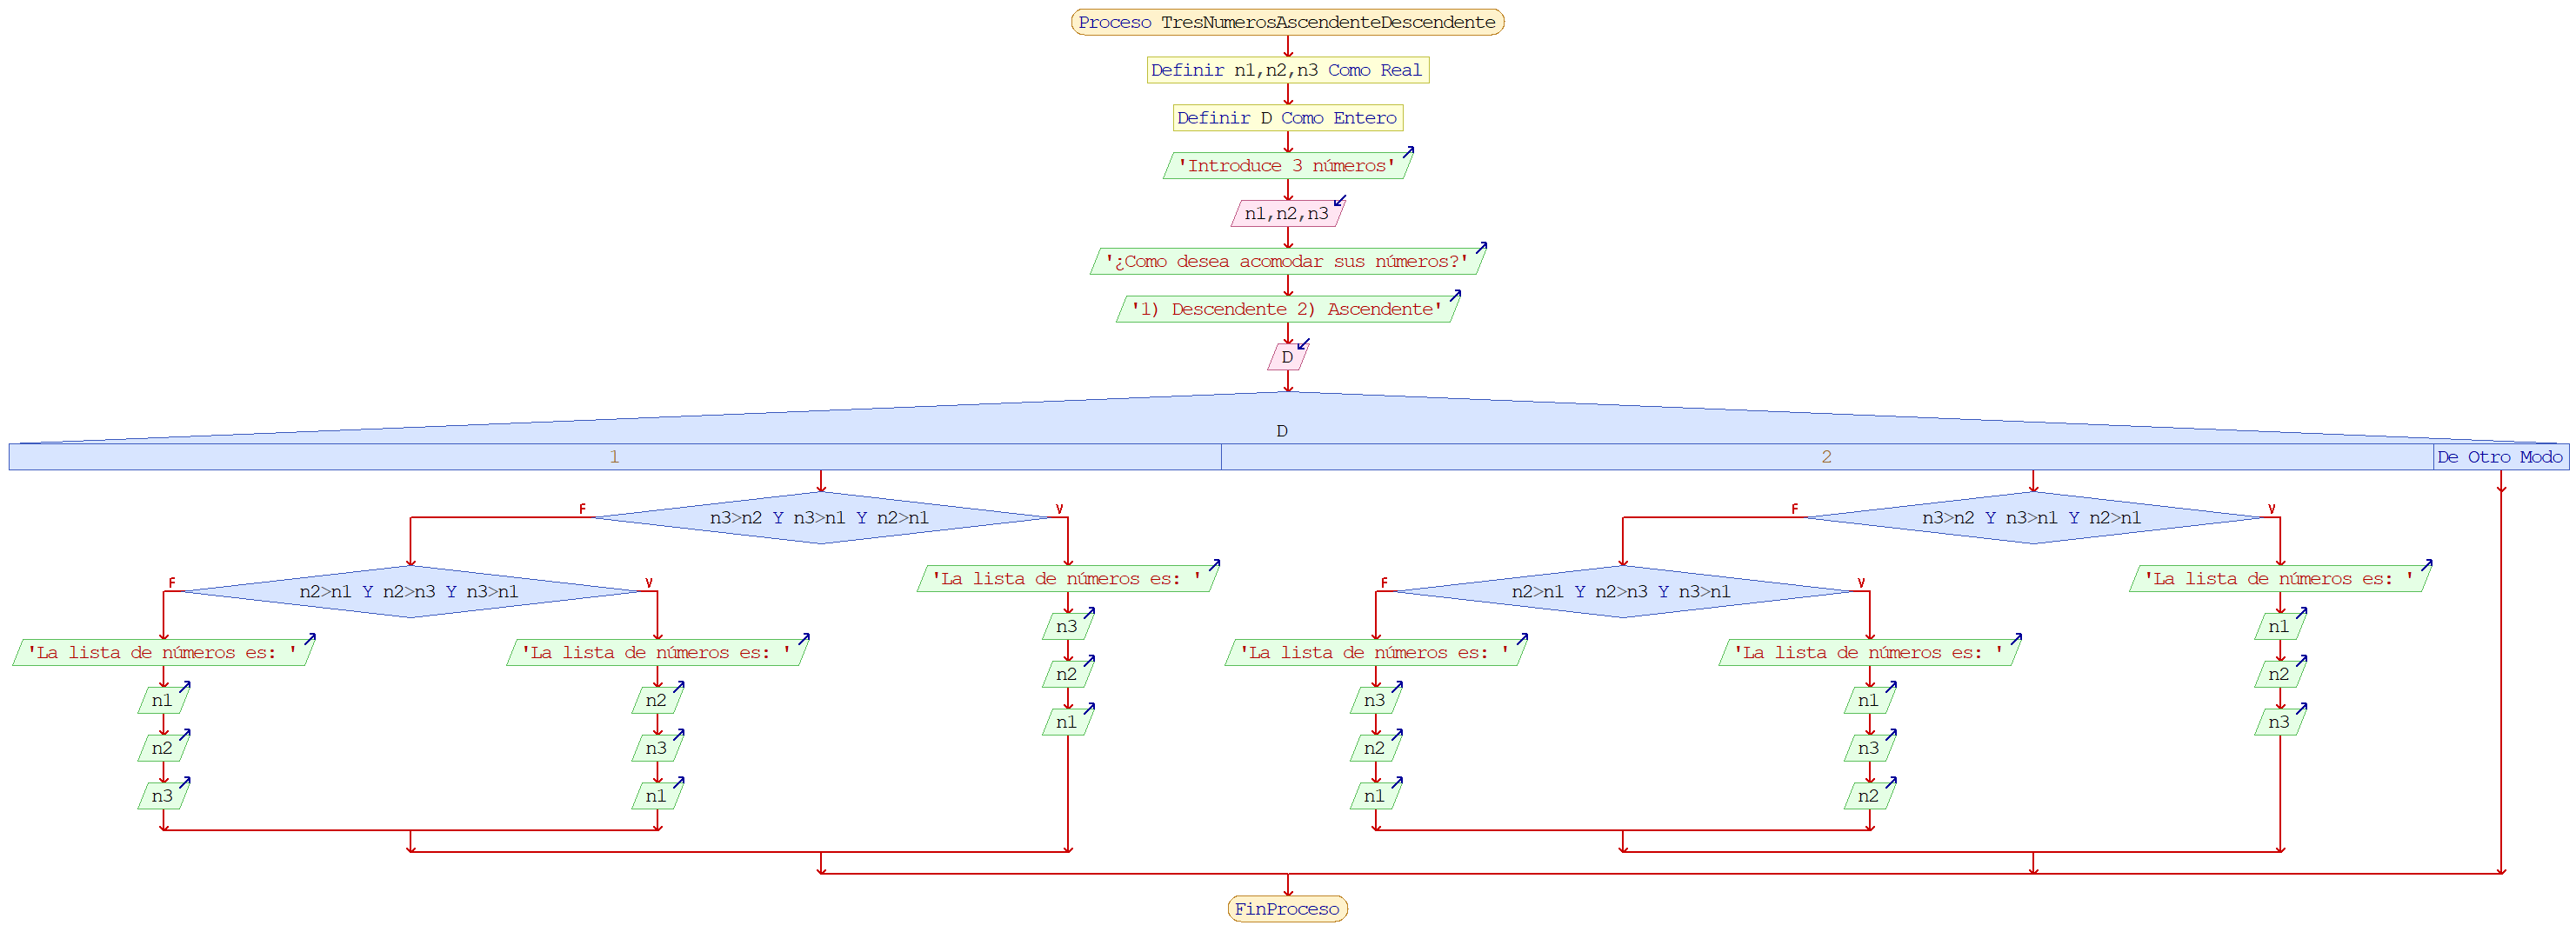 Proceso TresNumerosAscendenteDescendente
Definir n1,n2,n3 Como Real
Definir D Como Entero
'Introduce 3 números'
n1,n2,n3
'¿Como desea acomodar sus números?'
'1) Descendente 2) Ascendente'
D
D
1
2
De Otro Modo
n3>n2 Y n3>n1 Y n2>n1
F
V
n2>n1 Y n2>n3 Y n3>n1
F
V
'La lista de números es: '
n1
n2
n3
'La lista de números es: '
n2
n3
n1
'La lista de números es: '
n3
n2
n1
n3>n2 Y n3>n1 Y n2>n1
F
V
n2>n1 Y n2>n3 Y n3>n1
F
V
'La lista de números es: '
n3
n2
n1
'La lista de números es: '
n1
n3
n2
'La lista de números es: '
n1
n2
n3
FinProceso